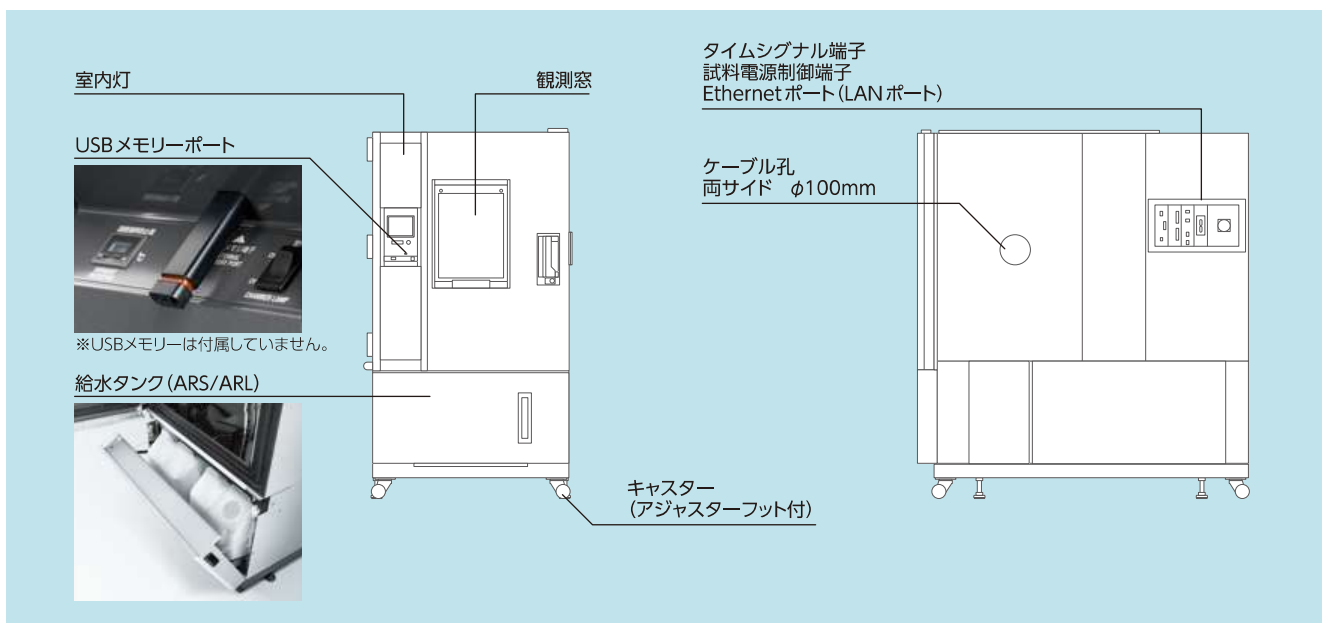 室内灯
観測窓
USBメモリーポート
※USBメモリーは付属していません。
給水タンク(ARS/ARL)
キャスター
(アジャスターフット付)
タイムシグナル端子
試料電源制御端子
Ethernetポート(LANポート)
ケーブル孔
両サイド φ100mm
CHAMBER LAMP